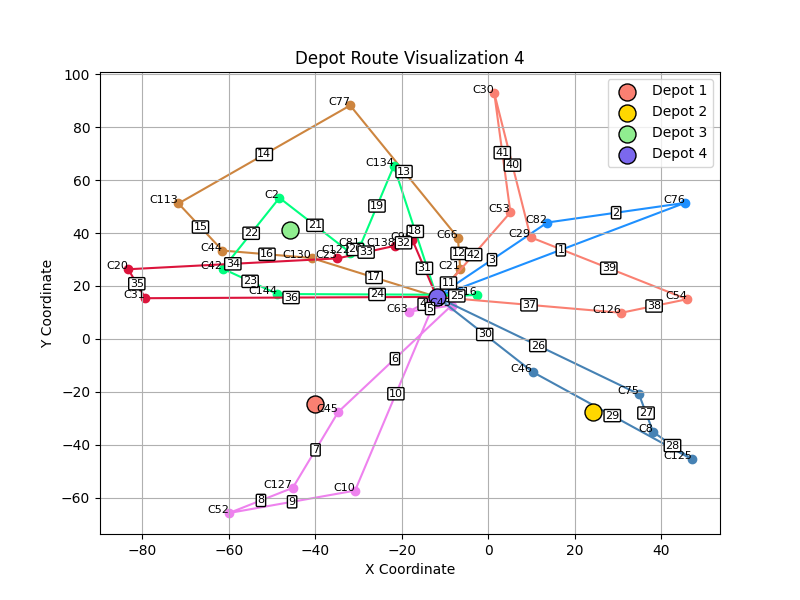 Depot Route Visualization 4
Depot 1
Depot 2
Depot 3
Depot 4
Y Coordinate
100
80
60
40
20
0
−20
−40
−60
−80
−60
−40
−20
0
20
40
X Coordinate
C30
C77
C134
C113
C2
C76
C53
C82
C66
C29
C44
C130
C81
C138
C42
C20
C21
C144
C31
C16
C54
C63
C126
C46
C75
C45
C8
C125
C127
C10
C52
1
2
3
5
6
7
8
9
10
11
12
13
14
15
16
17
18
19
20
21
22
23
24
25
26
27
28
29
30
31
32
33
34
35
36
37
38
39
40
41
42